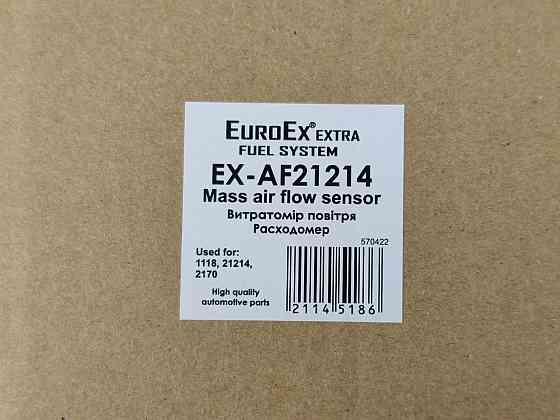 EUROEX® EXTRA
FUEL SYSTEM
EX-AF21214
Mass air flow sensor
Витратомір повітря
Расходомер
570422
Used for:
1118, 21214,
2170
High quality
automotive parts
2114 5186